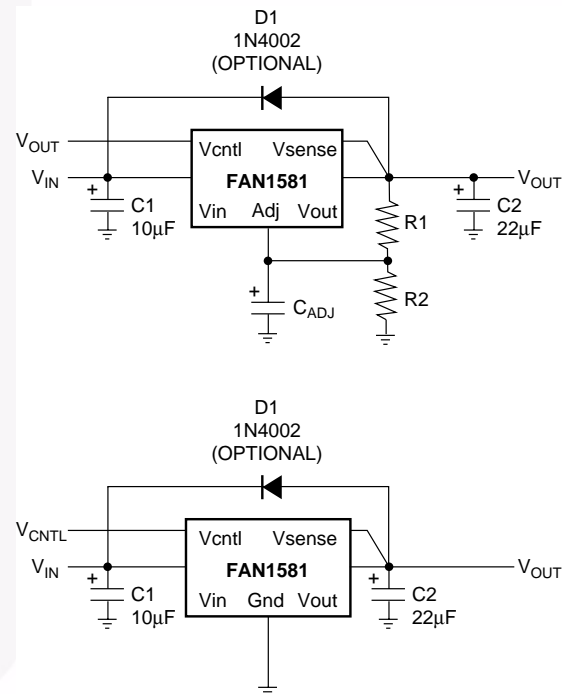 D1
1N4002
(OPTIONAL)
VOUT
Vcntl Vsense
VIN
FAN1581
VOUT
C1
10µF
Vin Adj Vout
R1
C2
22µF
CADJ
R2
D1
1N4002
(OPTIONAL)
VCNTL
Vcntl Vsense
VIN
FAN1581
VOUT
C1
10µF
Vin Gnd Vout
C2
22µF